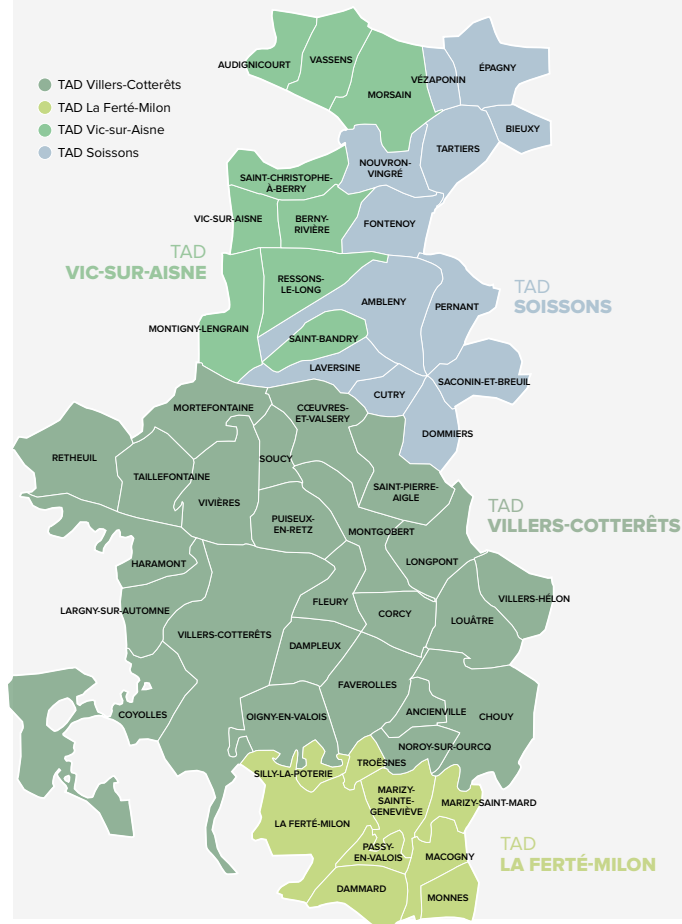 TAD Villers-Cotterêts
TAD La Ferté-Milon
TAD Vic-sur-Aisne
TAD Soissons
AUDIGNICOURT
VASSENS
MORSAIN
VÉZAPONIN
ÉPAGNY
BIEUXY
TARTIERS
NOUVRON-
VINGRÉ
SAINT-CHRISTOPHE-
À-BERRY
VIC-SUR-AISNE
BERNY-
RIVIÈRE
FONTENOY
TAD
VIC-SUR-AISNE
RESSONS-
LE-LONG
AMBLENY
PERNANT
TAD
SOISSONS
MONTIGNY-LENGRAIN
SAINT-BANDRY
LAVERSINE
CUTRY
SACONIN-ET-BREUIL
MORTEFONTAINE
CŒUVRES-
ET-VALSERY
DOMMIERS
RETHEUIL
TAILLEFONTAINE
SOUCY
VIVIÈRES
SAINT-PIERRE-
AIGLE
TAD
VILLERS-COTTERÊTS
PUISEUX-
EN-RETZ
MONTGOBERT
LONGPONT
HARAMONT
LARGNY-SUR-AUTOMNE
FLEURY
CORCY
LOUÂTRE
VILLERS-HÉLON
VILLERS-COTTERÊTS
DAMPLEUX
FAVEROLLES
COYOLLES
OIGNY-EN-VALOIS
ANCIENVILLE
CHOUY
NOROY-SUR-OURCQ
SILLY-LA-POTERIE
TROËSNES
MARIZY-
SAINTE-
GENEVIÈVE
MARIZY-SAINT-MARD
LA FERTÉ-MILON
PASSY-
EN-VALOIS
MACOGNY
TAD
LA FERTÉ-MILON
DAMMARD
MONNES